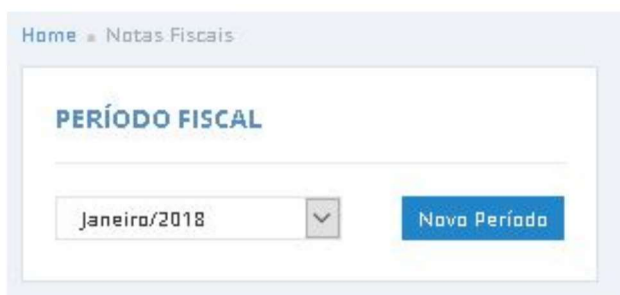 Home ▪ Notas Fiscais
PERÍODO FISCAL
Janeiro/2018
Novo Período